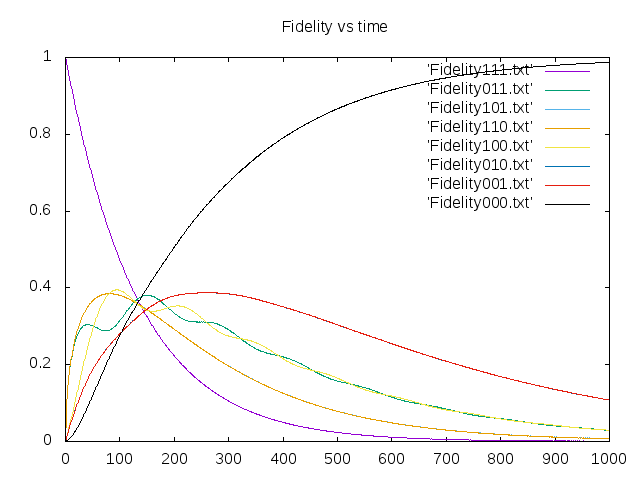 Fidelity vs time
1
0.8
0.6
0.4
0.2
0
'Fidelity111.txt'
'Fidelity011.txt'
'Fidelity101.txt'
'Fidelity110.txt'
'Fidelity100.txt'
'Fidelity010.txt'
'Fidelity001.txt'
'Fidelity000.txt'
0 100 200 300 400 500 600 700 800 900 1000